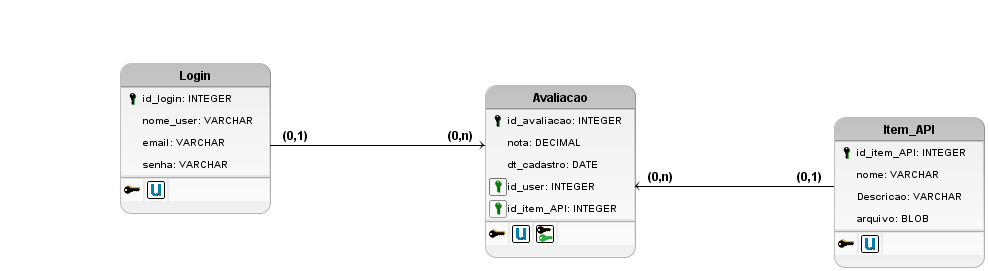 Login
id_login: INTEGER
nome_user: VARCHAR
email: VARCHAR
senha: VARCHAR
U
(0,1)
(0,n)
Avaliacao
id_avaliacao: INTEGER
nota: DECIMAL
dt_cadastro: DATE
id_user: INTEGER
id_item_API: INTEGER
U
(0,n)
(0,1)
Item_API
id_item_API: INTEGER
nome: VARCHAR
Descricao: VARCHAR
arquivo: BLOB
U